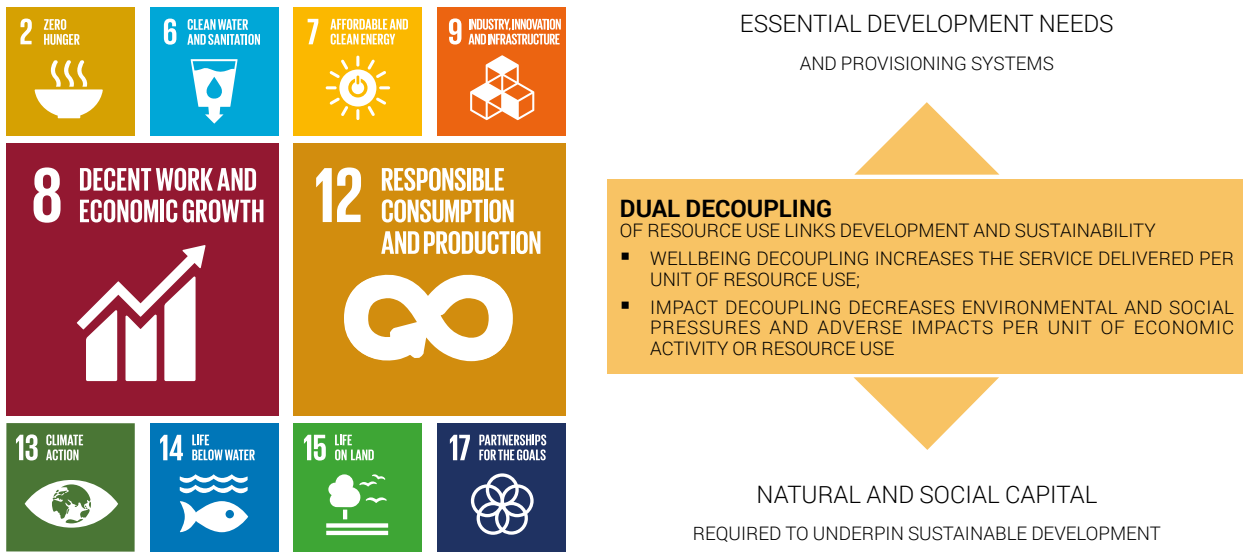 2 ZERO
HUNGER
6 CLEAN WATER
AND SANITATION
7 AFFORDABLE AND
CLEAN ENERGY
9 INDUSTRY, INNOVATION
AND INFRASTRUCTURE
8 DECENT WORK AND
ECONOMIC GROWTH
12 RESPONSIBLE
CONSUMPTION
AND PRODUCTION
13 CLIMATE
ACTION
14 LIFE
BELOW WATER
15 LIFE
ON LAND
17 PARTNERSHIPS
FOR THE GOALS
ESSENTIAL DEVELOPMENT NEEDS
AND PROVISIONING SYSTEMS
DUAL DECOUPLING
OF RESOURCE USE LINKS DEVELOPMENT AND SUSTAINABILITY
▪ WELLBEING DECOUPLING INCREASES THE SERVICE DELIVERED PER
UNIT OF RESOURCE USE;
▪ IMPACT DECOUPLING DECREASES ENVIRONMENTAL AND SOCIAL
PRESSURES AND ADVERSE IMPACTS PER UNIT OF ECONOMIC
ACTIVITY OR RESOURCE USE
NATURAL AND SOCIAL CAPITAL
REQUIRED TO UNDERPIN SUSTAINABLE DEVELOPMENT